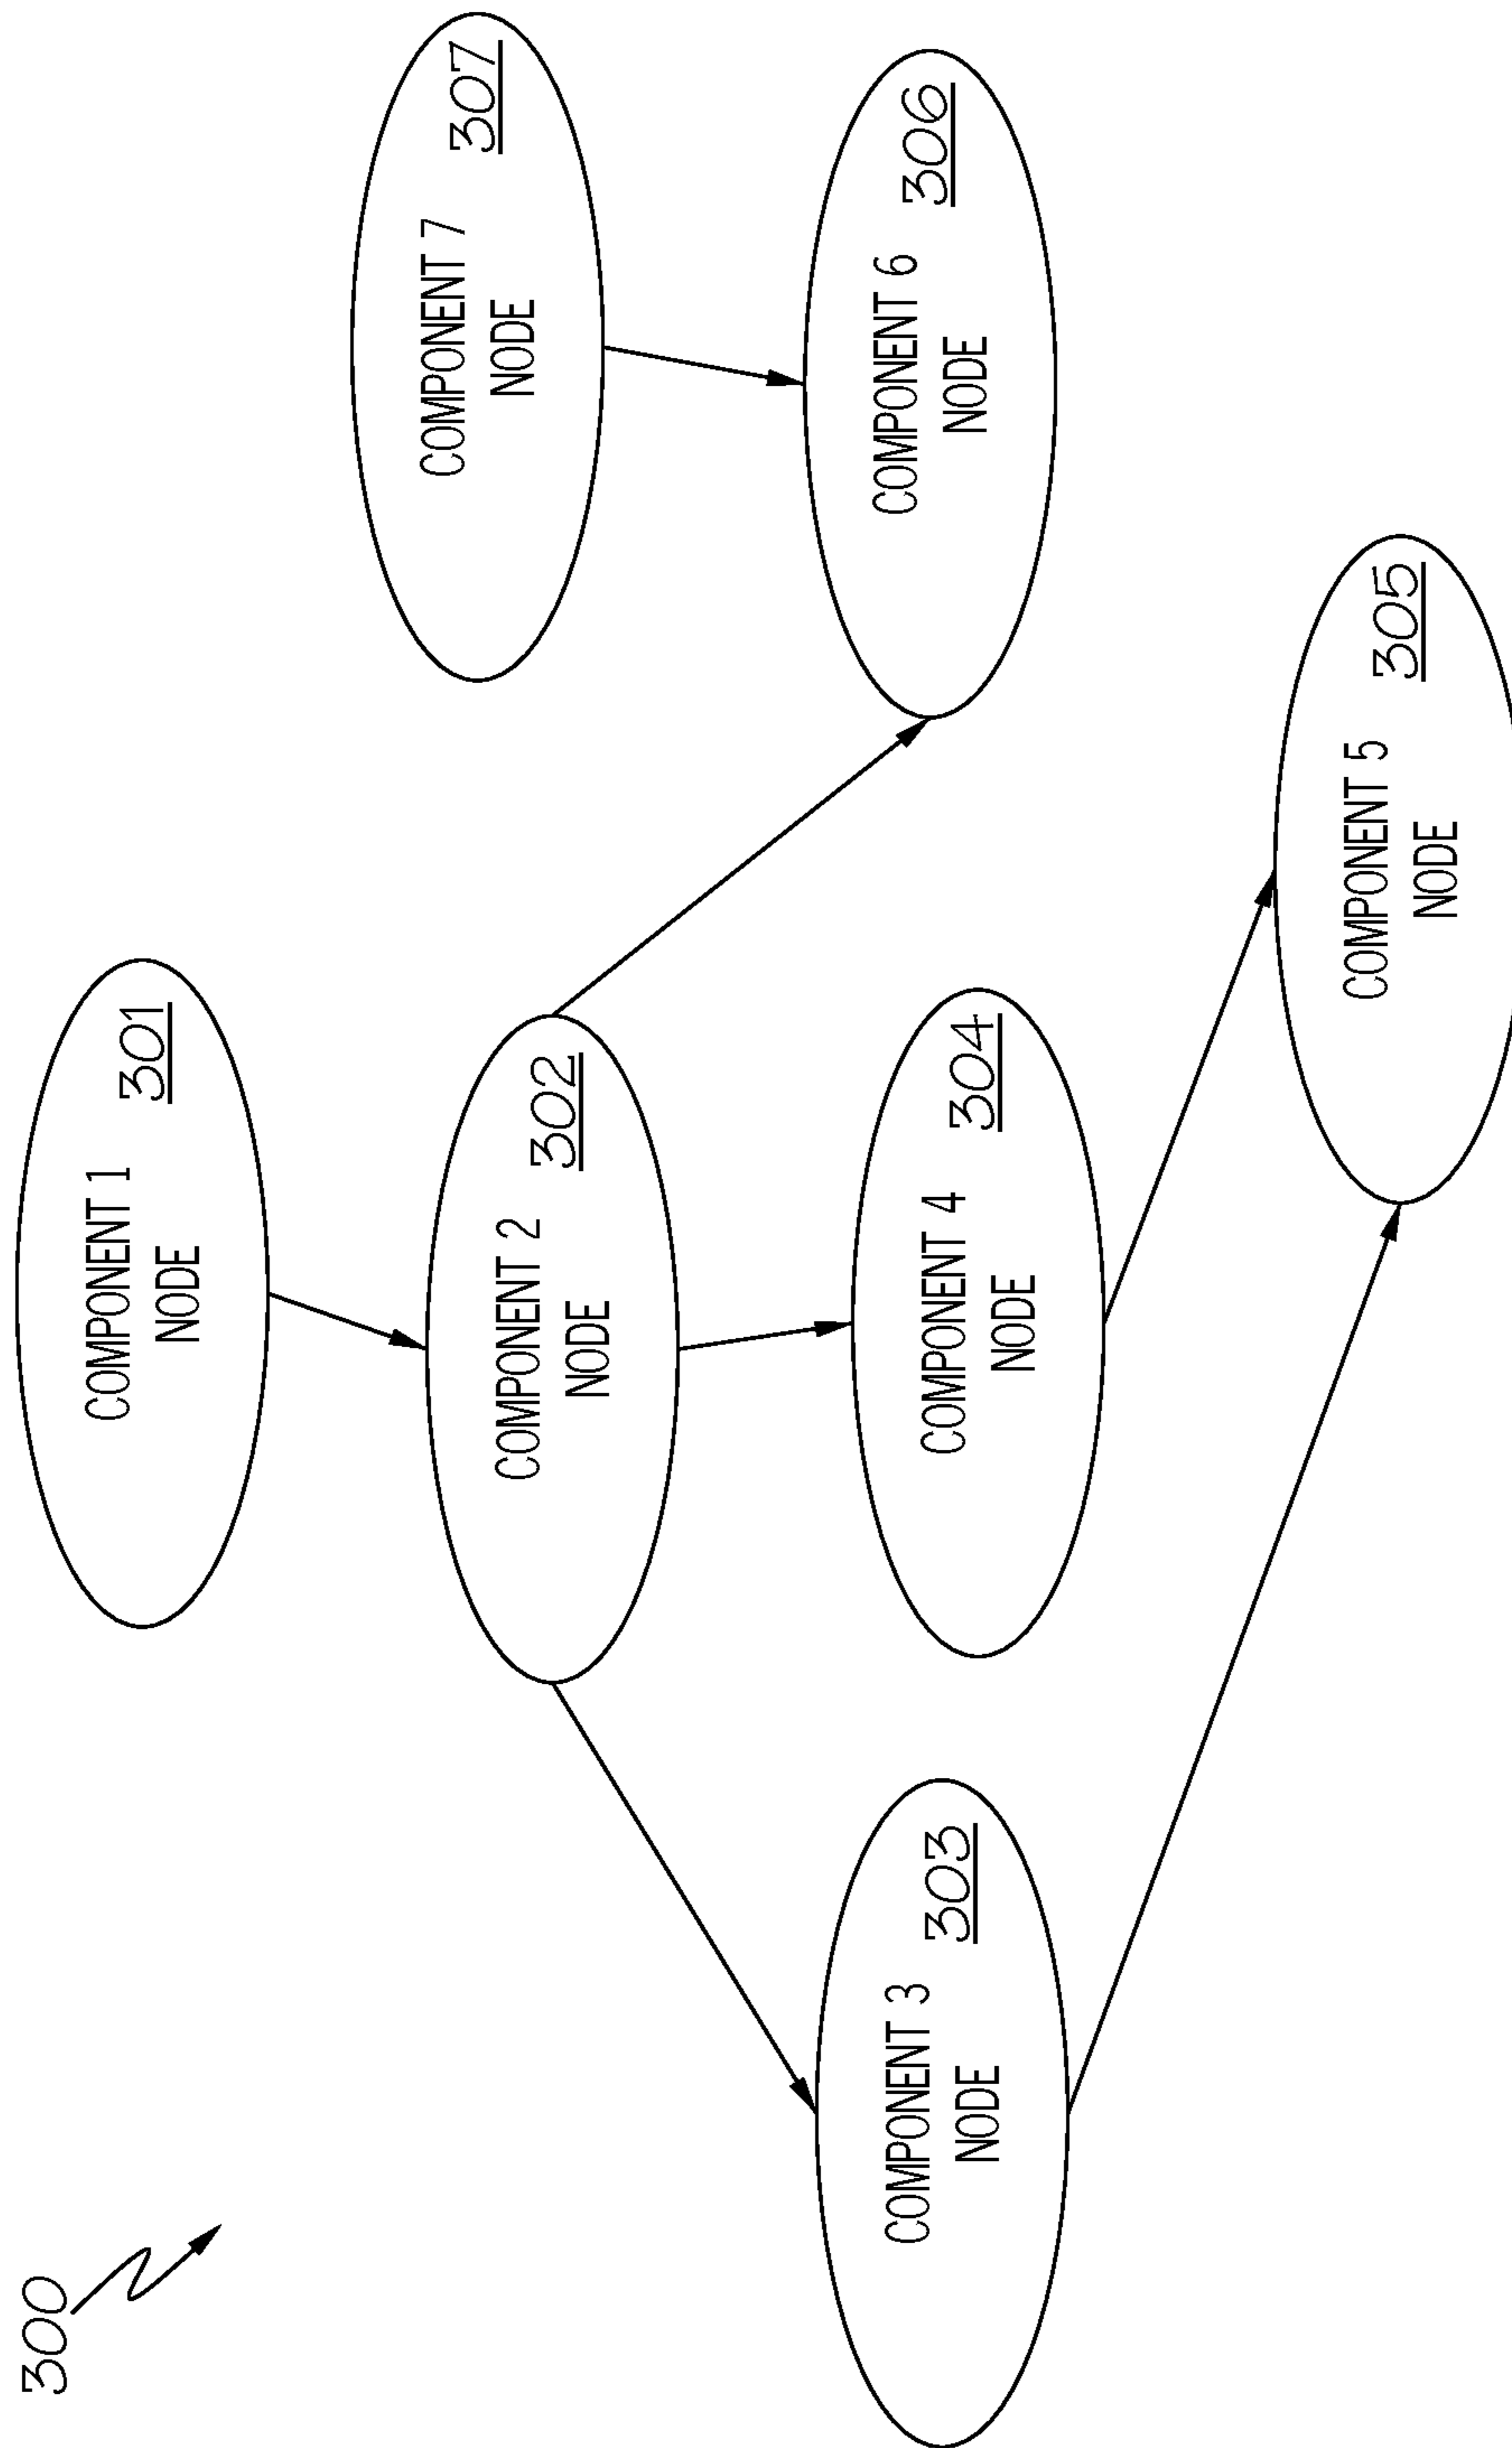 300
COMPONENT 1
NODE
301
COMPONENT 7
NODE
307
COMPONENT 2
NODE
302
COMPONENT 3
NODE
303
COMPONENT 4
NODE
304
COMPONENT 6
NODE
306
COMPONENT 5
NODE
305